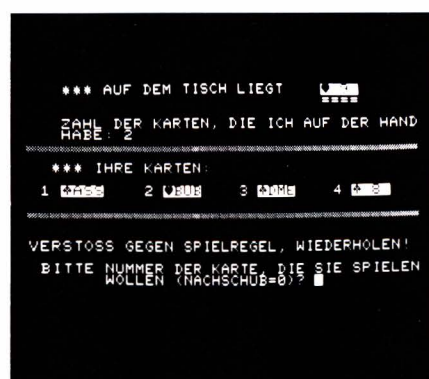 *** AUF DEM TISCH LIEGT ♥
====
ZAHL DER KARTEN, DIE ICH AUF DER HAND
HABE: 2
*** IHRE KARTEN:
1 ♠ASS 2 ♥BUB 3 ♠DME 4 ♠ 8
VERSTOSS GEGEN SPIELREGEL, WIEDERHOLEN!
BITTE NUMMER DER KARTE, DIE SIE SPIELEN
WOLLEN (NACHSCHUB=0)?